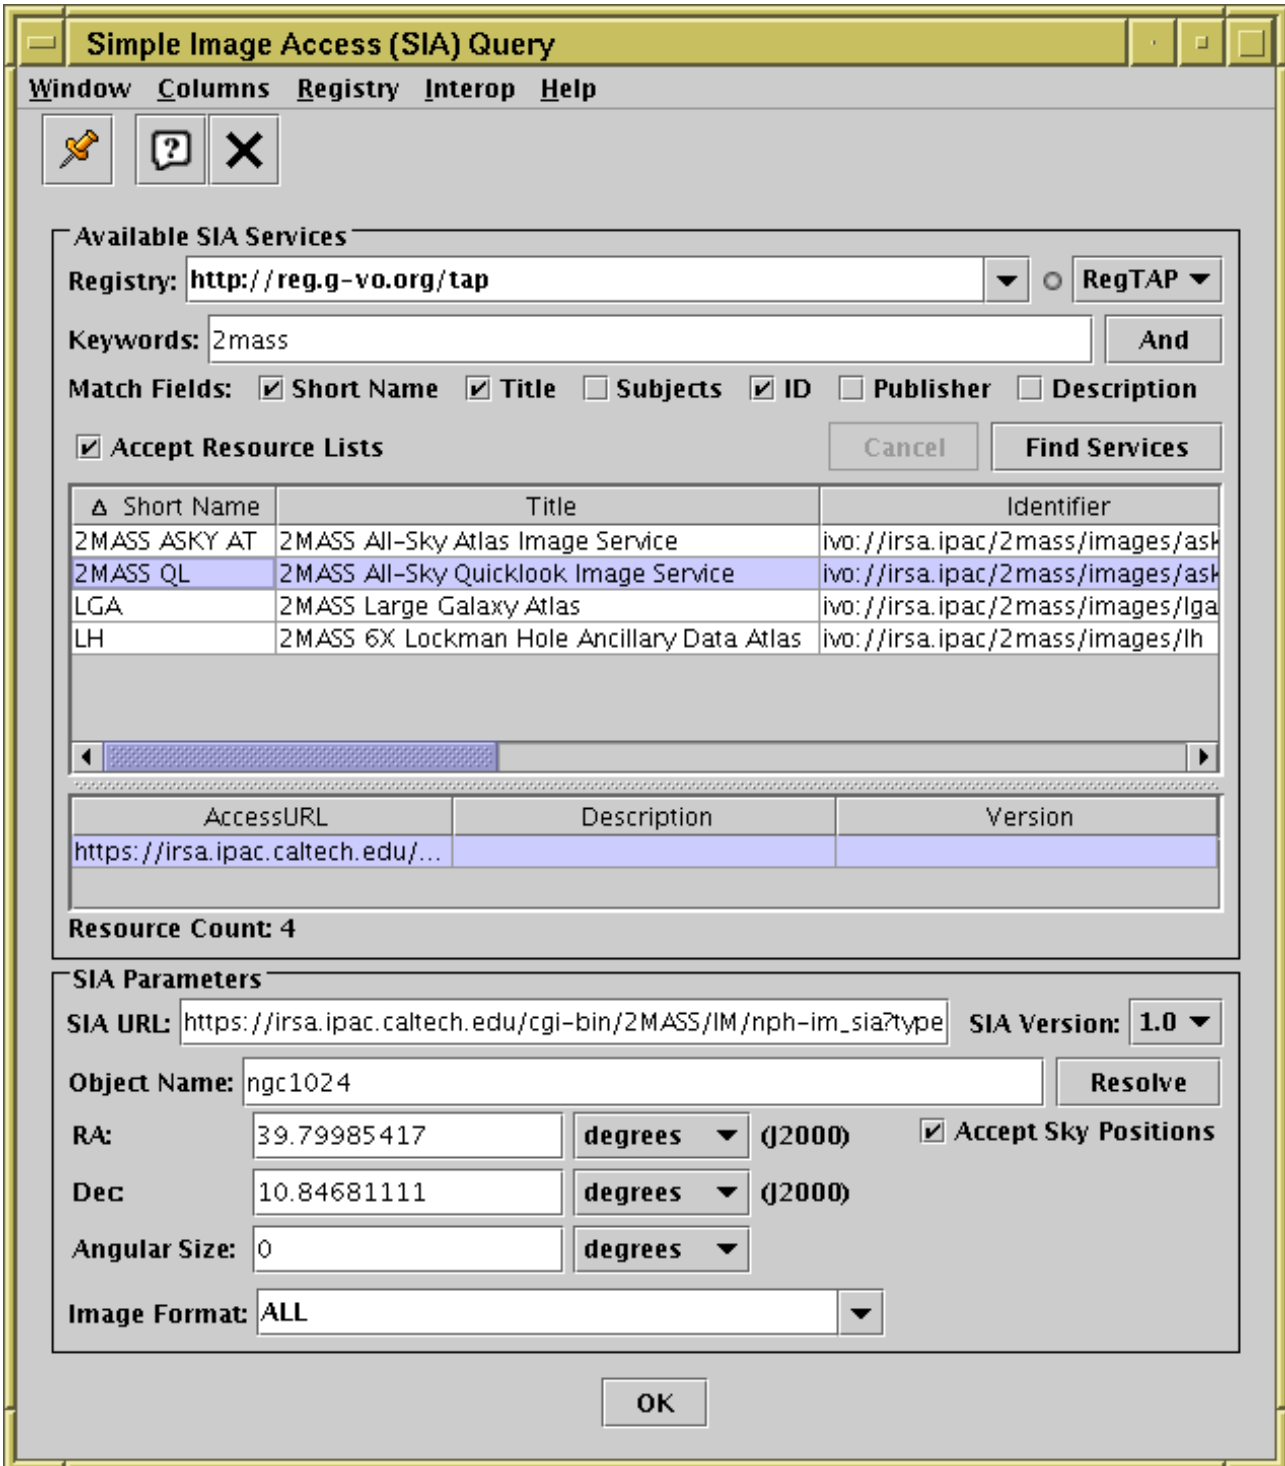 Simple Image Access (SIA) Query
Window Columns Registry Interop Help
Available SIA Services
Registry: http://reg.g-vo.org/tap RegTAP
Keywords: 2mass And
Match Fields: Short Name Title Subjects ID Publisher Description
Accept Resource Lists Cancel Find Services
Short Name Title Identifier
2MASS ASKY AT 2MASS All-Sky Atlas Image Service ivo://irsa.ipac/2mass/images/ask
2MASS QL 2MASS All-Sky Quicklook Image Service ivo://irsa.ipac/2mass/images/ask
LGA 2MASS Large Galaxy Atlas ivo://irsa.ipac/2mass/images/lga
LH 2MASS 6X Lockman Hole Ancillary Data Atlas ivo://irsa.ipac/2mass/images/lh
AccessURL Description Version
https://irsa.ipac.caltech.edu/...
Resource Count: 4
SIA Parameters
SIA URL: https://irsa.ipac.caltech.edu/cgi-bin/2MASS/IM/nph-im_sia?type SIA Version: 1.0
Object Name: ngc1024 Resolve
RA: 39.79985417 degrees (J2000) Accept Sky Positions
Dec: 10.84681111 degrees (J2000)
Angular Size: 0 degrees
Image Format: ALL
OK